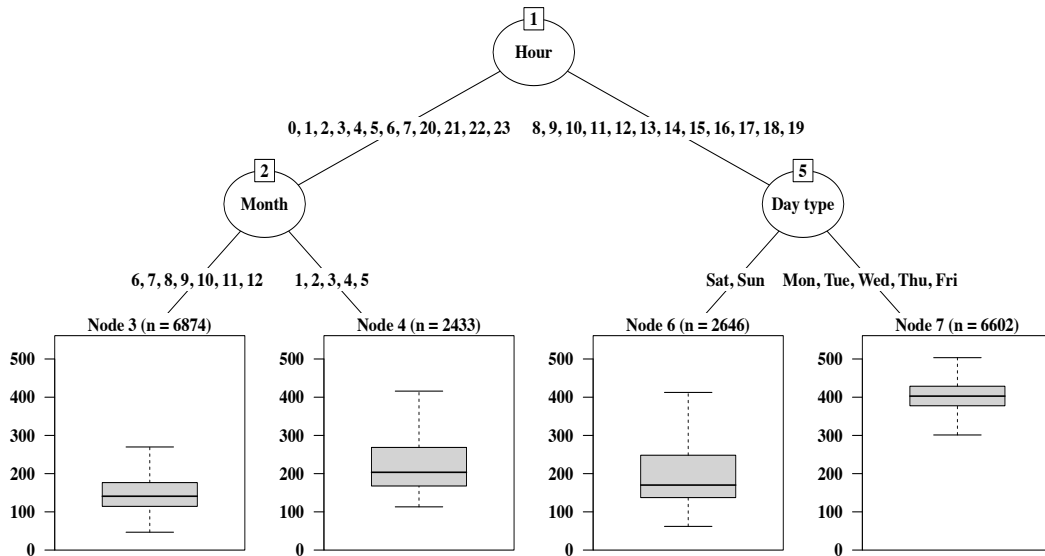 1
Hour
0, 1, 2, 3, 4, 5, 6, 7, 20, 21, 22, 23
8, 9, 10, 11, 12, 13, 14, 15, 16, 17, 18, 19
2
Month
5
Day type
6, 7, 8, 9, 10, 11, 12
1, 2, 3, 4, 5
Sat, Sun
Mon, Tue, Wed, Thu, Fri
Node 3 (n = 6874)
500
400
300
200
100
0
Node 4 (n = 2433)
500
400
300
200
100
0
Node 6 (n = 2646)
500
400
300
200
100
0
Node 7 (n = 6602)
500
400
300
200
100
0